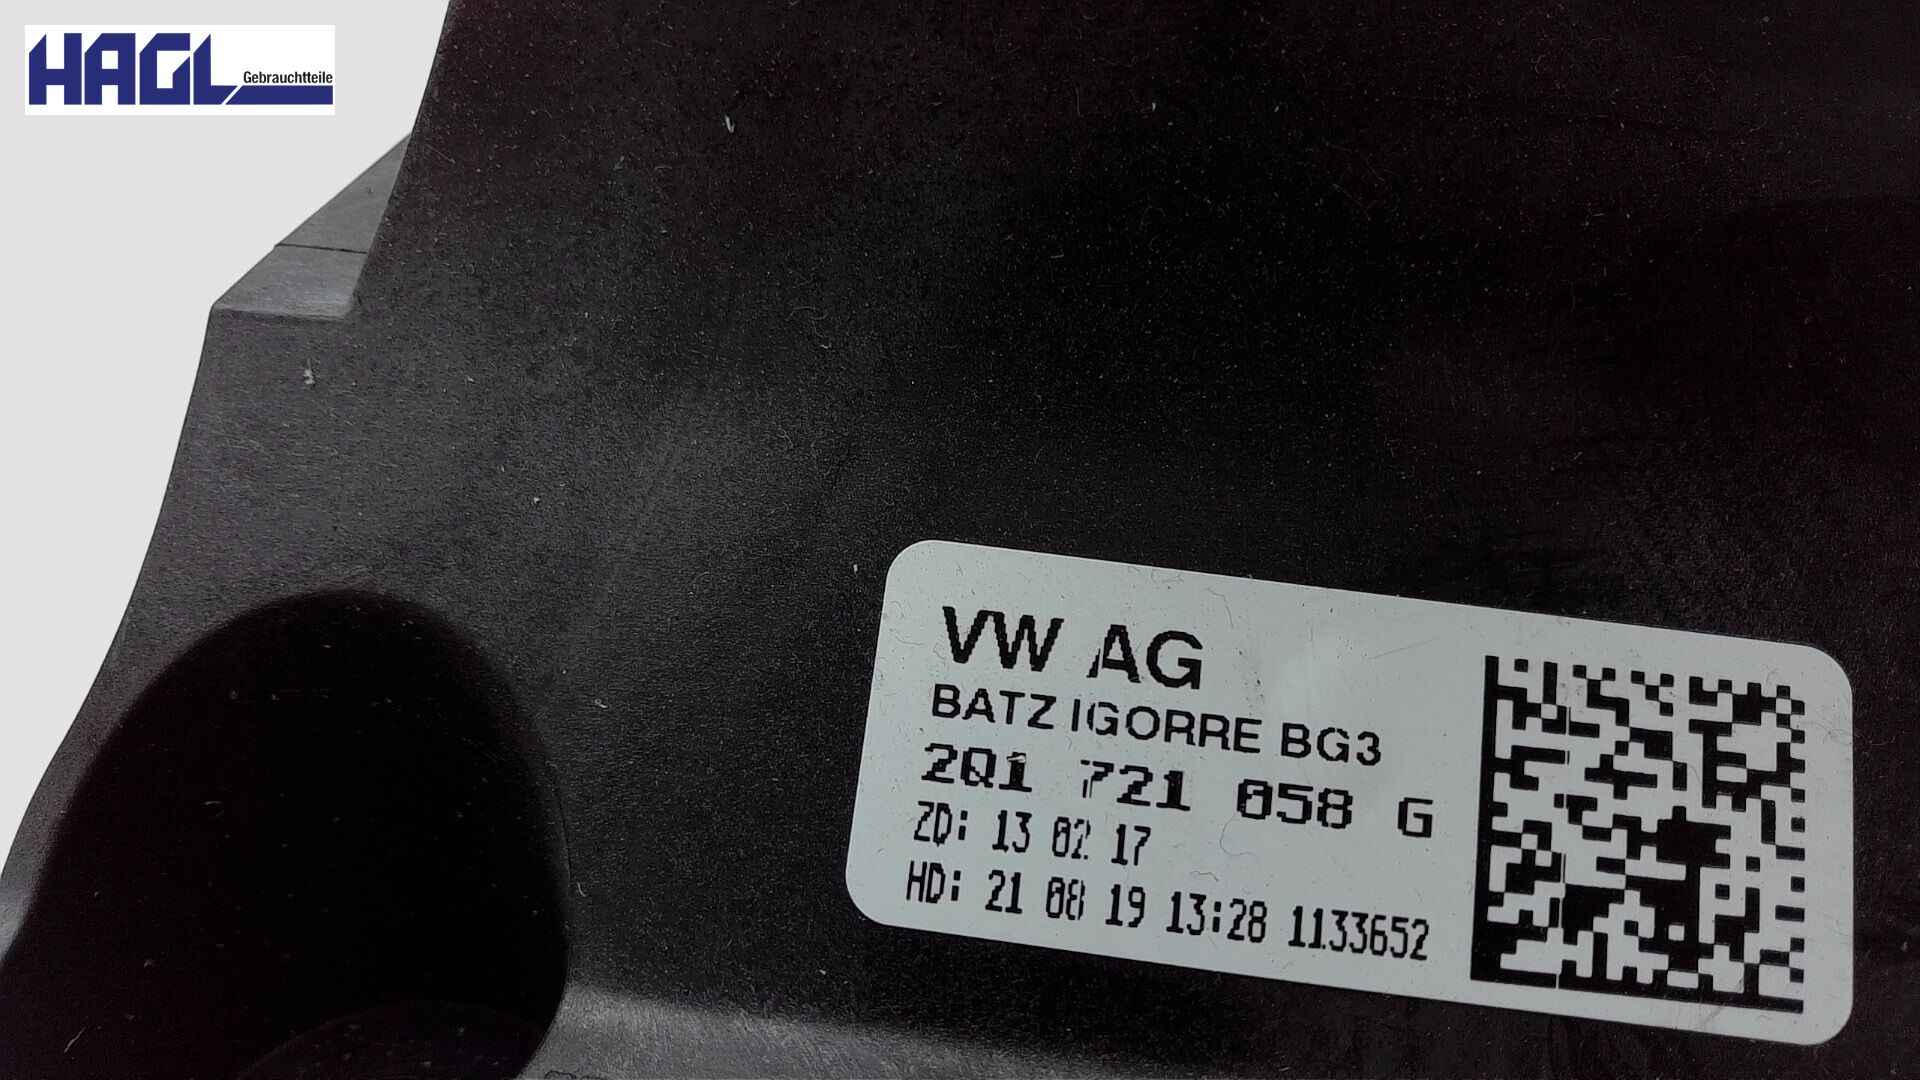 HAGL
Gebrauchtteile
VW AG
BATZ IGORRE BG3
2Q1 721 058 G
ZD: 13 02 17
HD: 21 08 19 13:28 1133652